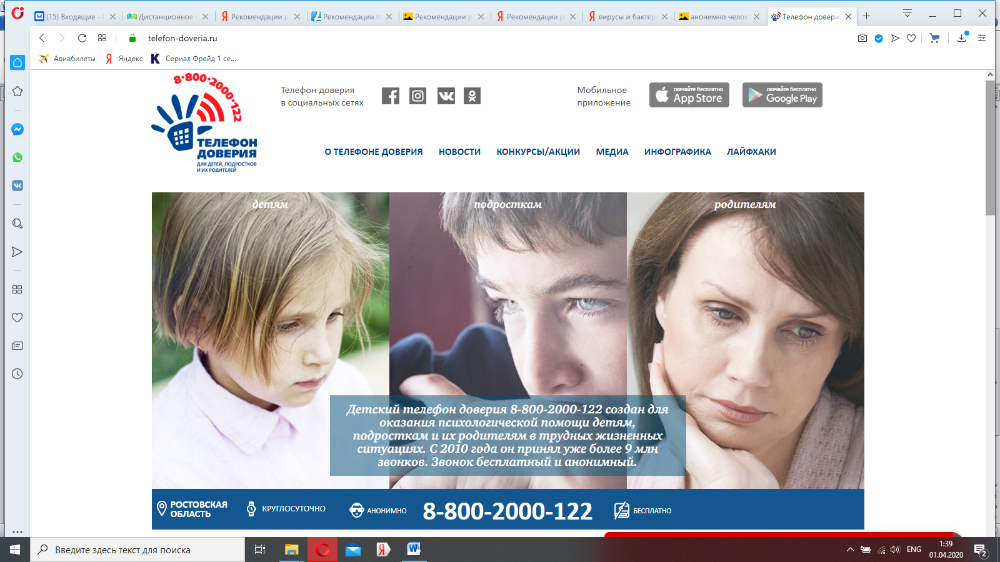 (15) Входящие -
Дистанционное
Рекомендации р
Рекомендации п
Рекомендации р
Рекомендации р
вирусы и бактер
анонимно челов
Телефон довери
telefon-doveria.ru
Авиабилеты
Яндекс
Сериал Фрейд 1 се...
8·800·2000·122
ТЕЛЕФОН
ДОВЕРИЯ
ДЛЯ ДЕТЕЙ, ПОДРОСТКОВ
И ИХ РОДИТЕЛЕЙ
Телефон доверия
в социальных сетях
Мобильное
приложение
скачайте бесплатно
App Store
скачайте бесплатно
Google Play
О ТЕЛЕФОНЕ ДОВЕРИЯ НОВОСТИ КОНКУРСЫ/АКЦИИ МЕДИА ИНФОГРАФИКА ЛАЙФХАКИ
детям
подросткам
родителям
Детский телефон доверия 8-800-2000-122 создан для
оказания психологической помощи детям,
подросткам и их родителям в трудных жизненных
ситуациях. С 2010 года он принял уже более 9 млн
звонков. Звонок бесплатный и анонимный.
РОСТОВСКАЯ
ОБЛАСТЬ
КРУГЛОСУТОЧНО
АНОНИМНО
8-800-2000-122
БЕСПЛАТНО
Введите здесь текст для поиска
ENG
1:39
01.04.2020
2